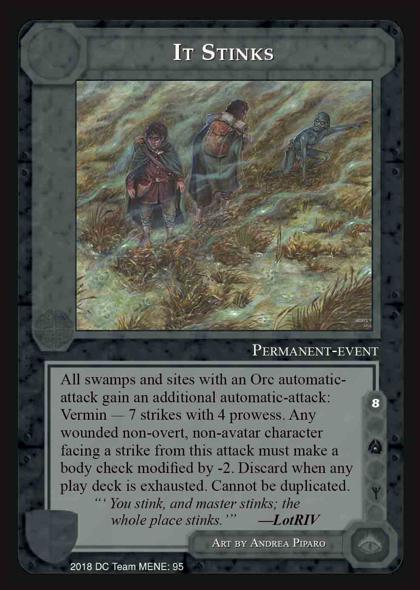 It Stinks
Permanent-event
All swamps and sites with an Orc automatic-
attack gain an additional automatic-attack:
Vermin — 7 strikes with 4 prowess. Any
wounded non-overt, non-avatar character
facing a strike from this attack must make a
body check modified by -2. Discard when any
play deck is exhausted. Cannot be duplicated.
8
“‘ You stink, and master stinks; the
whole place stinks.’” —LotRIV
Art by Andrea Piparo
2018 DC Team MENE: 95